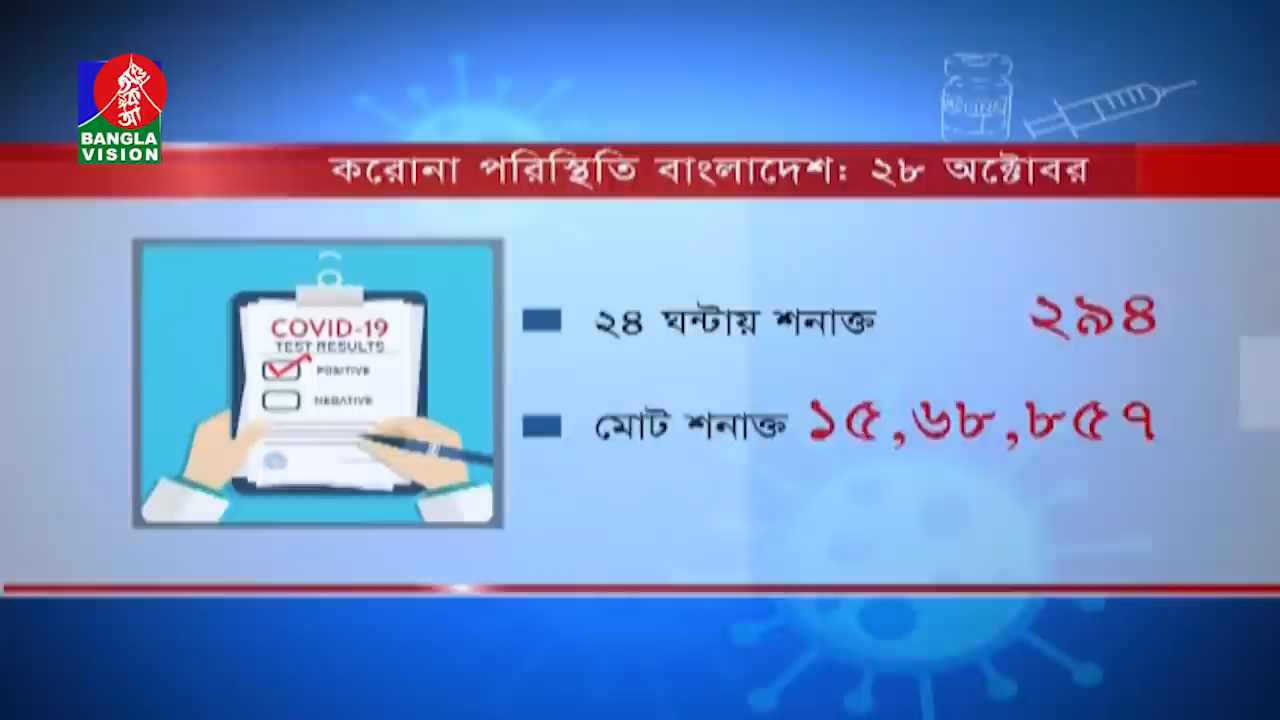 BANGLA
VISION
করোনা পরিস্থিতি বাংলাদেশ: ২৮ অক্টোবর
COVID-19
TEST RESULTS
POSITIVE
NEGATIVE
২৪ ঘন্টায় শনাক্ত ২৯৪
মোট শনাক্ত ১৫,৬৮,৮৫৭